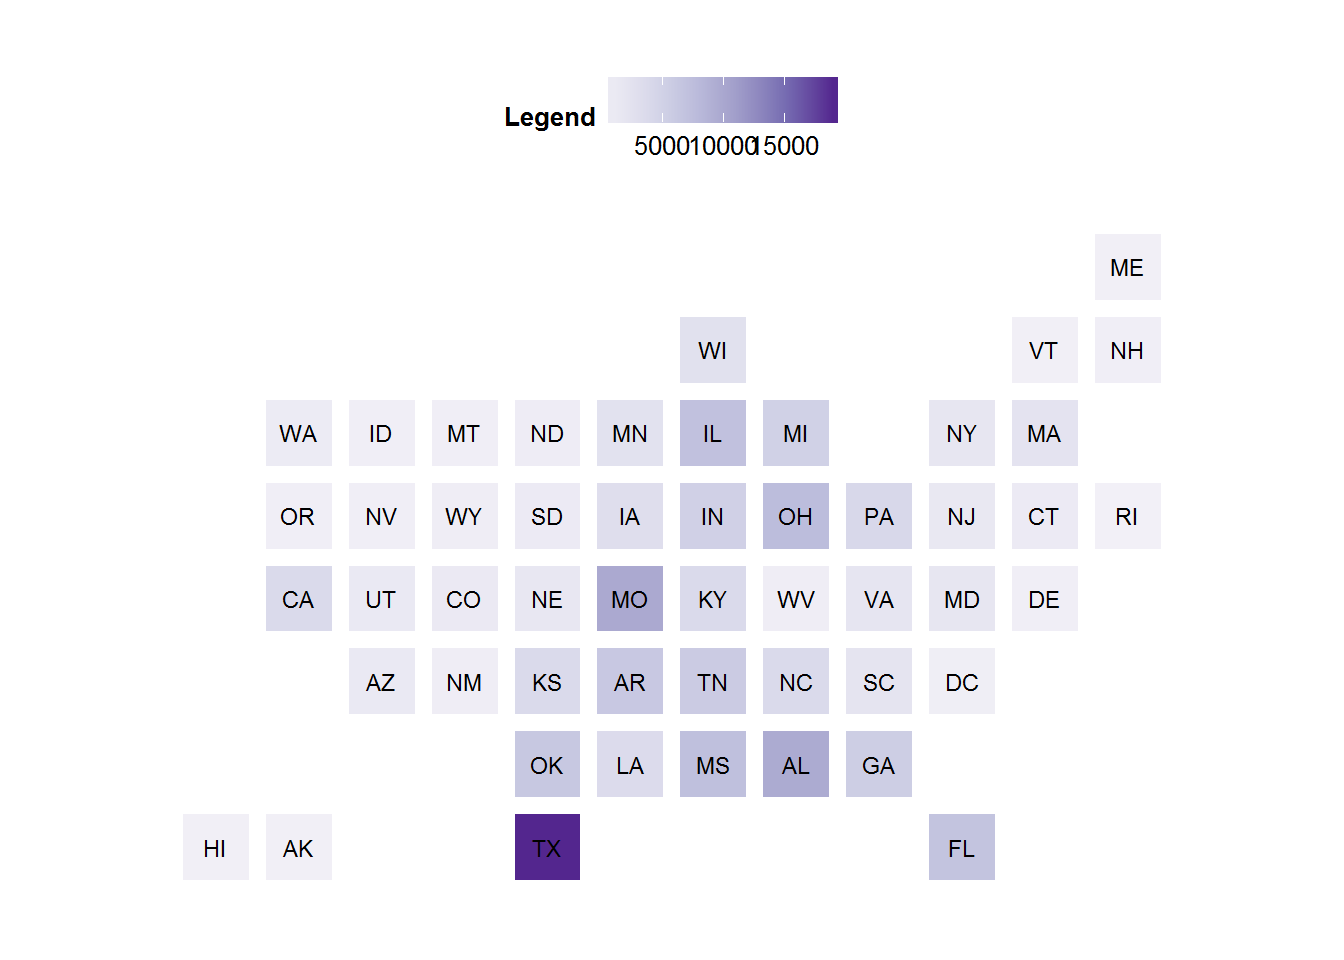 Legend
5000 10000 15000
ME
WI VT NH
WA ID MT ND MN IL MI NY MA
OR NV WY SD IA IN OH PA NJ CT RI
CA UT CO NE MO KY WV VA MD DE
AZ NM KS AR TN NC SC DC
OK LA MS AL GA
HI AK TX FL